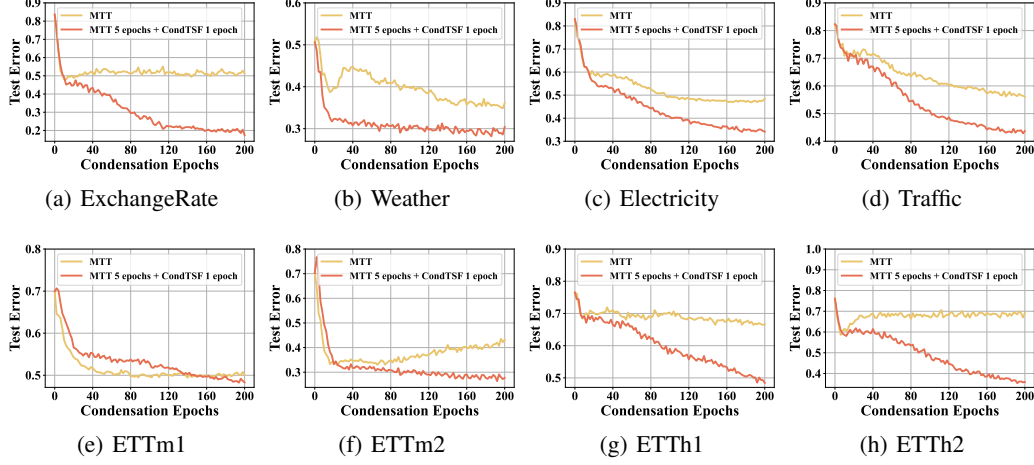 0.9
0.8
0.7
0.6
0.5
0.4
0.3
0.2
Test Error
MTT
MTT 5 epochs + CondTSF 1 epoch
0 40 80 120 160 200
Condensation Epochs
(a) ExchangeRate
0.6
0.5
0.4
0.3
Test Error
MTT
MTT 5 epochs + CondTSF 1 epoch
0 40 80 120 160 200
Condensation Epochs
(b) Weather
0.9
0.8
0.7
0.6
0.5
0.4
0.3
Test Error
MTT
MTT 5 epochs + CondTSF 1 epoch
0 40 80 120 160 200
Condensation Epochs
(c) Electricity
0.9
0.8
0.7
0.6
0.5
0.4
Test Error
MTT
MTT 5 epochs + CondTSF 1 epoch
0 40 80 120 160 200
Condensation Epochs
(d) Traffic
0.8
0.7
0.6
0.5
Test Error
MTT
MTT 5 epochs + CondTSF 1 epoch
0 40 80 120 160 200
Condensation Epochs
(e) ETTm1
0.8
0.7
0.6
0.5
0.4
0.3
Test Error
MTT
MTT 5 epochs + CondTSF 1 epoch
0 40 80 120 160 200
Condensation Epochs
(f) ETTm2
0.9
0.8
0.7
0.6
0.5
Test Error
MTT
MTT 5 epochs + CondTSF 1 epoch
0 40 80 120 160 200
Condensation Epochs
(g) ETTh1
1.0
0.9
0.8
0.7
0.6
0.5
0.4
Test Error
MTT
MTT 5 epochs + CondTSF 1 epoch
0 40 80 120 160 200
Condensation Epochs
(h) ETTh2